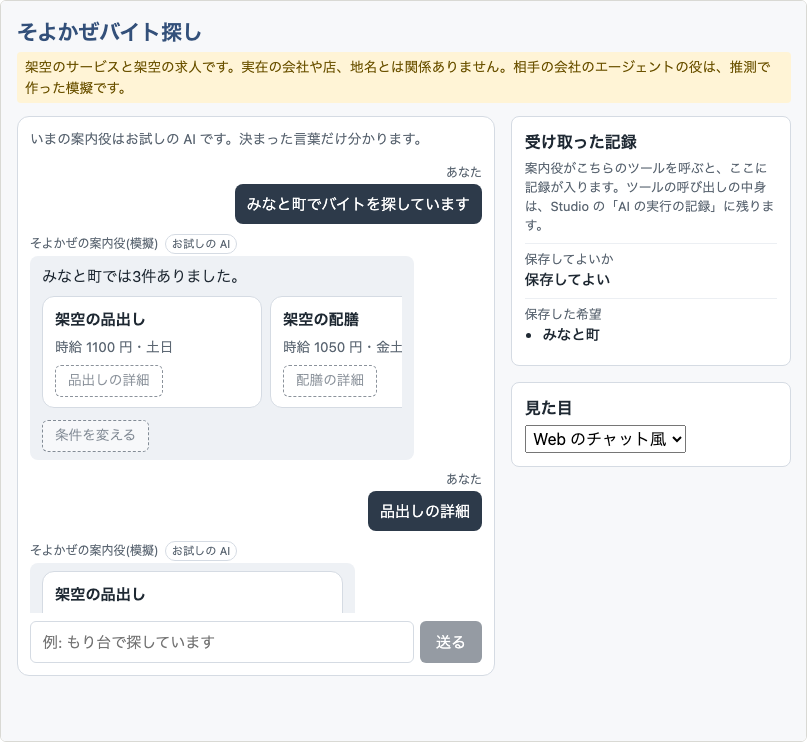 そよかぜバイト探し
架空のサービスと架空の求人です。実在の会社や店、地名とは関係ありません。相手の会社のエージェントの役は、推測で
作った模擬です。
いまの案内役はお試しの AI です。決まった言葉だけ分かります。
あなた
みなと町でバイトを探しています
そよかぜの案内役(模擬) お試しの AI
みなと町では3件ありました。
架空の品出し
時給 1100 円・土日
品出しの詳細
架空の配膳
時給 1050 円・金土
配膳の詳細
条件を変える
あなた
品出しの詳細
そよかぜの案内役(模擬) お試しの AI
架空の品出し
例: もり台で探しています
送る
受け取った記録
案内役がこちらのツールを呼ぶと、ここに
記録が入ります。ツールの呼び出しの中身
は、Studio の「AI の実行の記録」に残りま
す。
保存してよいか
保存してよい
保存した希望
• みなと町
見た目
Web のチャット風